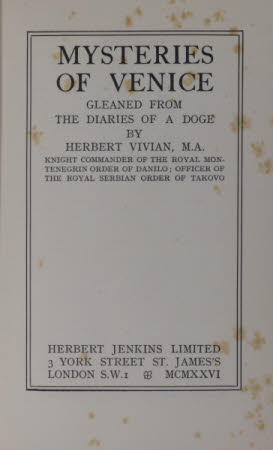 MYSTERIES
OF VENICE
GLEANED FROM
THE DIARIES OF A DOGE
BY
HERBERT VIVIAN, M.A.
KNIGHT COMMANDER OF THE ROYAL MON-
TENEGRIN ORDER OF DANILO; OFFICER OF
THE ROYAL SERBIAN ORDER OF TAKOVO
HERBERT JENKINS LIMITED
3 YORK STREET ST. JAMES'S
LONDON S.W.1 MCMXXVI